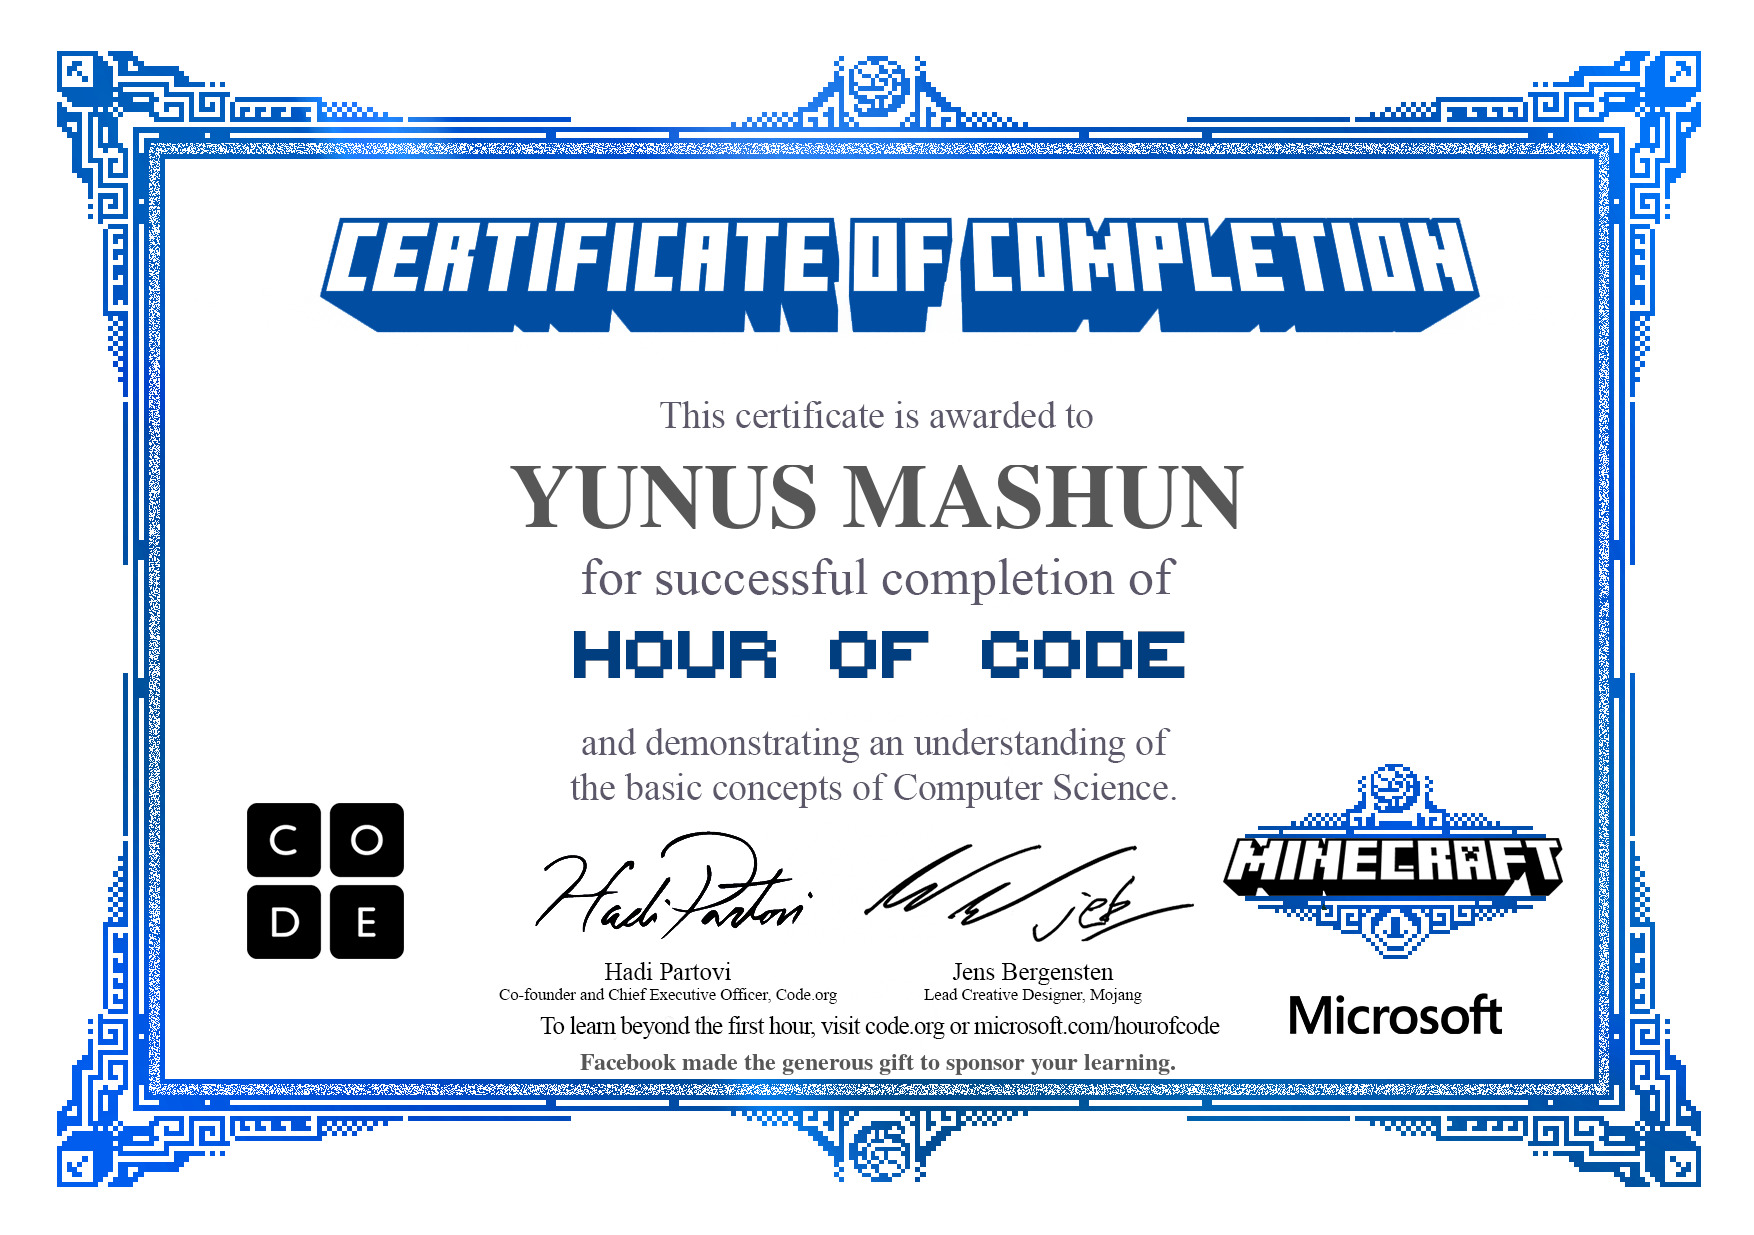 CERTIFICATE OF COMPLETION
This certificate is awarded to
YUNUS MASHUN
for successful completion of
HOUR OF CODE
and demonstrating an understanding of
the basic concepts of Computer Science.
C O
D E
Hadi Partovi
jeb
MINECRAFT
Hadi Partovi
Co-founder and Chief Executive Officer, Code.org
Jens Bergensten
Lead Creative Designer, Mojang
Microsoft
To learn beyond the first hour, visit code.org or microsoft.com/hourofcode
Facebook made the generous gift to sponsor your learning.